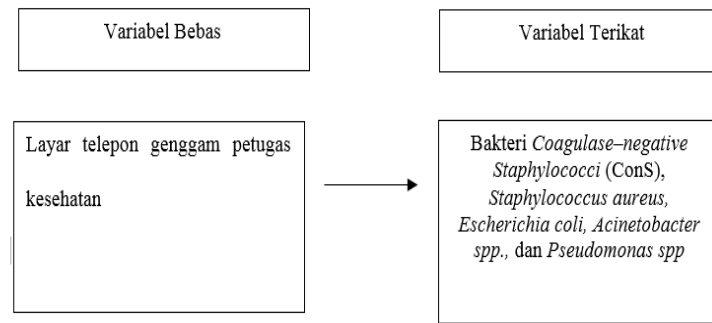 Variabel Bebas
Variabel Terikat
Layar telepon genggam petugas
kesehatan
Bakteri Coagulase–negative
Staphylococci (ConS),
Staphylococcus aureus,
Escherichia coli, Acinetobacter
spp., dan Pseudomonas spp